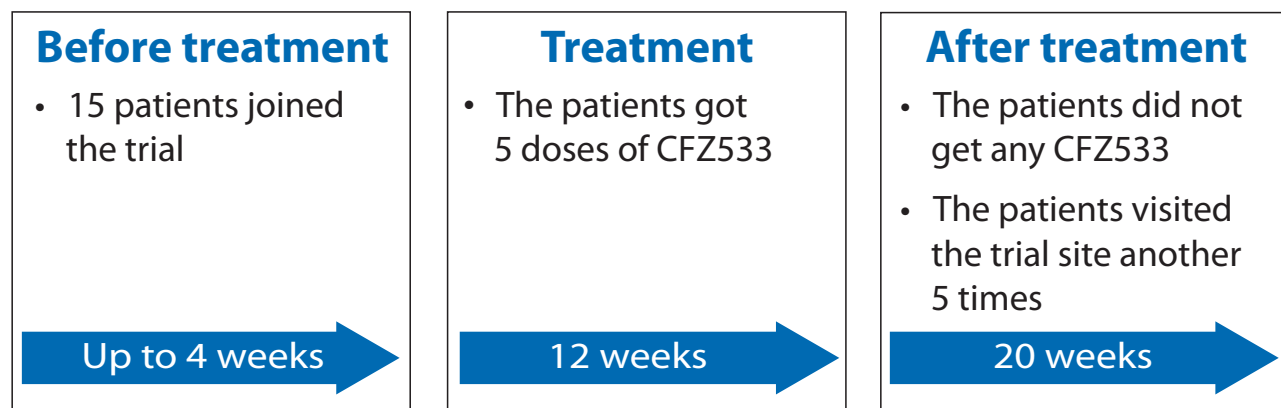 Before treatment
• 15 patients joined
the trial
Up to 4 weeks
Treatment
• The patients got
5 doses of CFZ533
12 weeks
After treatment
• The patients did not
get any CFZ533
• The patients visited
the trial site another
5 times
20 weeks